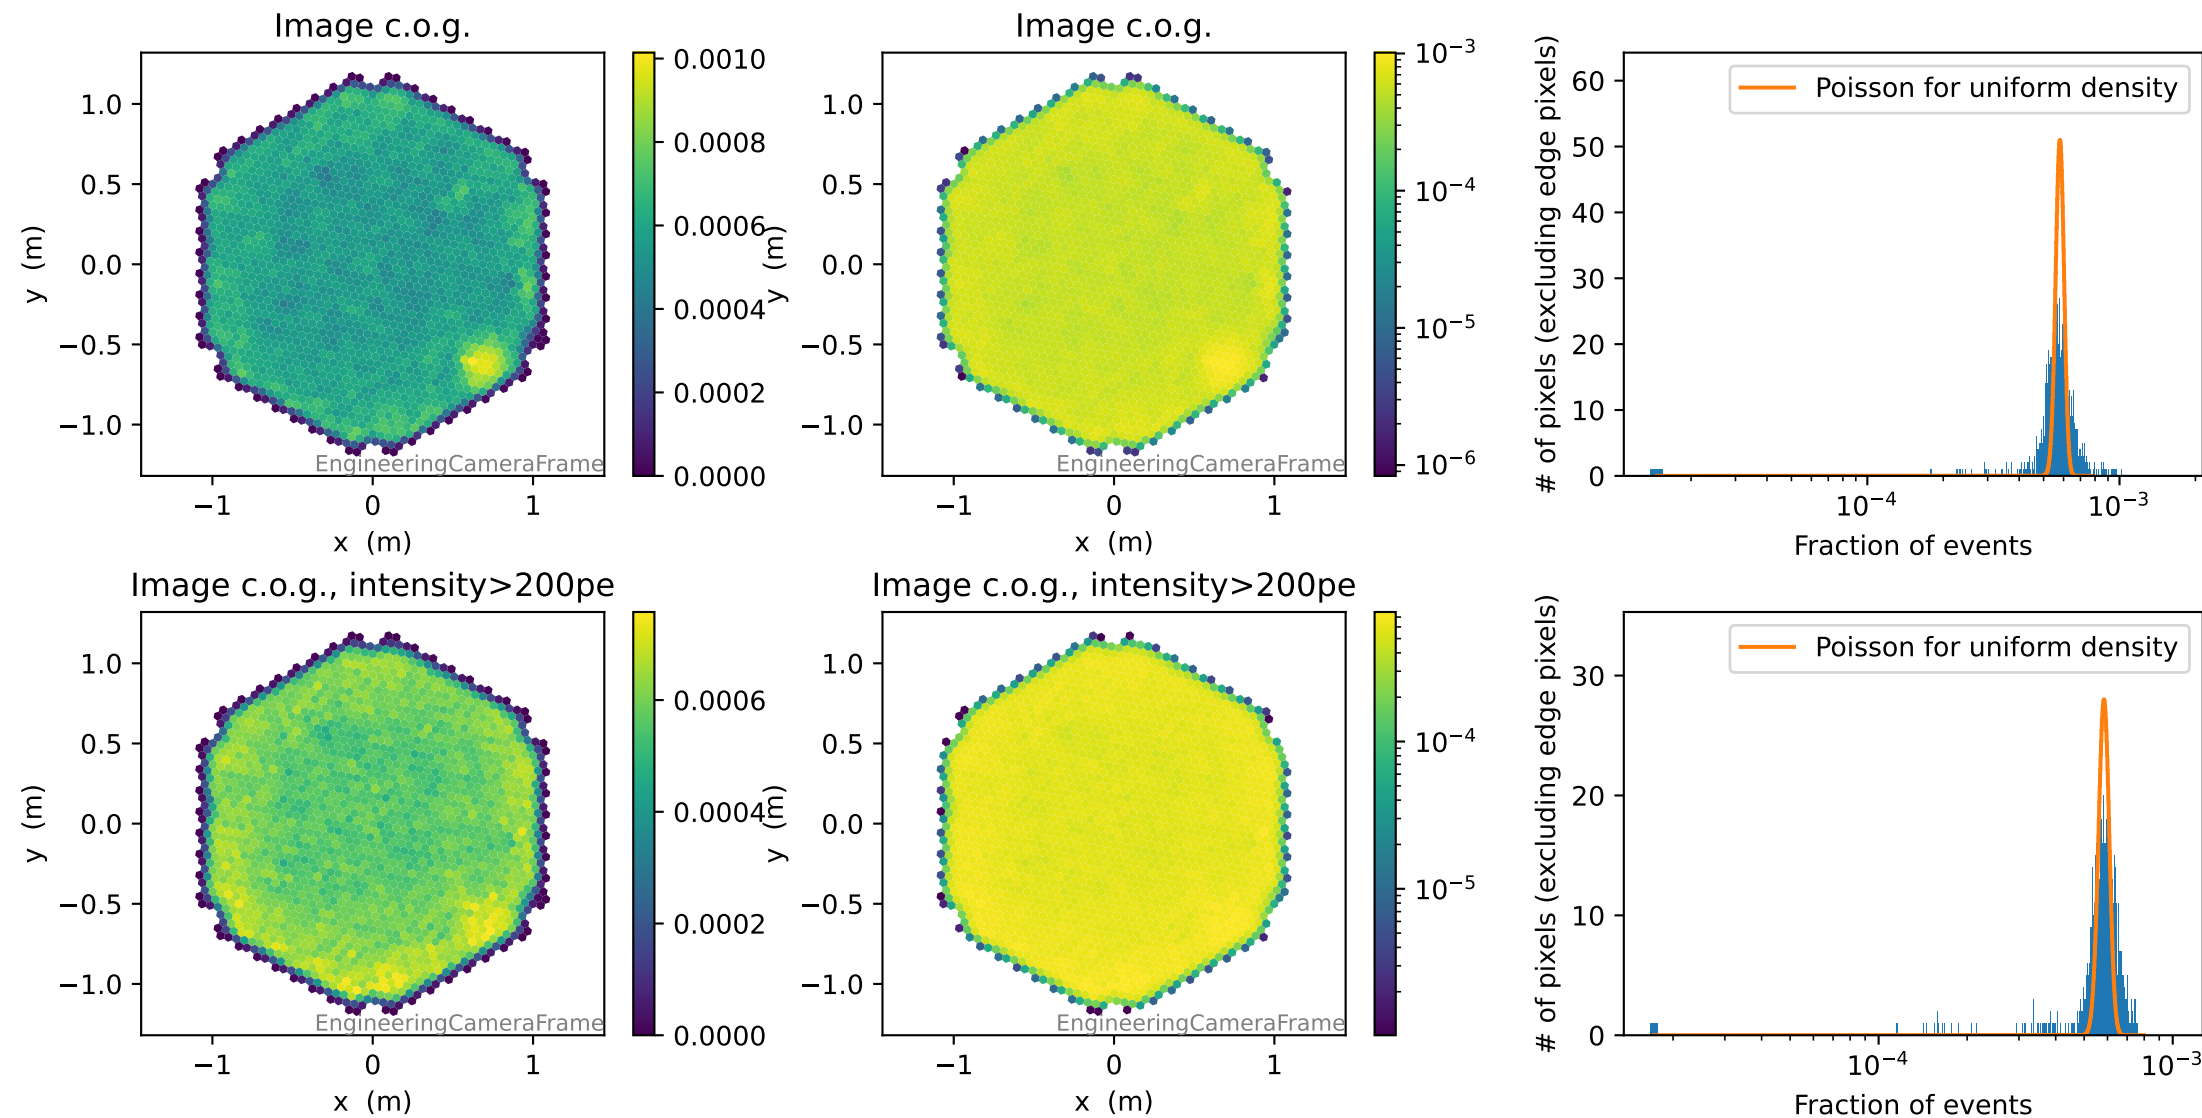 Image c.o.g.
1.0
0.5
0.0
−0.5
−1.0
y (m)
−1
0
1
x (m)
EngineeringCameraFrame
0.0010
0.0008
0.0006
0.0004
0.0002
0.0000
Image c.o.g.
1.0
0.5
0.0
−0.5
−1.0
y (m)
−1
0
1
x (m)
EngineeringCameraFrame
10⁻³
10⁻⁴
10⁻⁵
10⁻⁶
Poisson for uniform density
60
50
40
30
20
10
0
# of pixels (excluding edge pixels)
10⁻⁴
10⁻³
Fraction of events
Image c.o.g., intensity>200pe
1.0
0.5
0.0
−0.5
−1.0
y (m)
−1
0
1
x (m)
EngineeringCameraFrame
0.0006
0.0004
0.0002
0.0000
Image c.o.g., intensity>200pe
1.0
0.5
0.0
−0.5
−1.0
y (m)
−1
0
1
x (m)
EngineeringCameraFrame
10⁻⁴
10⁻⁵
Poisson for uniform density
30
20
10
0
# of pixels (excluding edge pixels)
10⁻⁴
10⁻³
Fraction of events